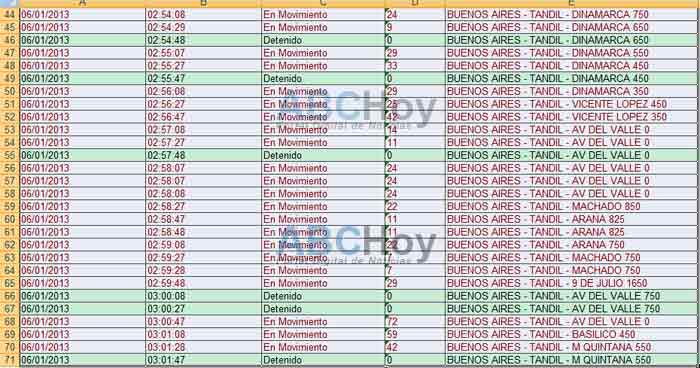 A B C D E
44 06/01/2013 02:54:08 En Movimiento 24 BUENOS AIRES - TANDIL - DINAMARCA 750
45 06/01/2013 02:54:29 En Movimiento 9 BUENOS AIRES - TANDIL - DINAMARCA 650
46 06/01/2013 02:54:48 Detenido 0 BUENOS AIRES - TANDIL - DINAMARCA 650
47 06/01/2013 02:55:07 En Movimiento 29 BUENOS AIRES - TANDIL - DINAMARCA 550
48 06/01/2013 02:55:27 En Movimiento 33 BUENOS AIRES - TANDIL - DINAMARCA 450
49 06/01/2013 02:55:47 Detenido 0 BUENOS AIRES - TANDIL - DINAMARCA 450
50 06/01/2013 02:56:08 En Movimiento 29 BUENOS AIRES - TANDIL - DINAMARCA 350
51 06/01/2013 02:56:27 En Movimiento 25 BUENOS AIRES - TANDIL - VICENTE LOPEZ 450
52 06/01/2013 02:56:47 En Movimiento 42 BUENOS AIRES - TANDIL - VICENTE LOPEZ 350
53 06/01/2013 02:57:08 En Movimiento 14 BUENOS AIRES - TANDIL - AV DEL VALLE 0
54 06/01/2013 02:57:27 En Movimiento 11 BUENOS AIRES - TANDIL - AV DEL VALLE 0
55 06/01/2013 02:57:48 Detenido 0 BUENOS AIRES - TANDIL - AV DEL VALLE 0
56 06/01/2013 02:58:07 En Movimiento 24 BUENOS AIRES - TANDIL - AV DEL VALLE 0
57 06/01/2013 02:58:07 En Movimiento 24 BUENOS AIRES - TANDIL - AV DEL VALLE 0
58 06/01/2013 02:58:08 En Movimiento 24 BUENOS AIRES - TANDIL - AV DEL VALLE 0
59 06/01/2013 02:58:27 En Movimiento 22 BUENOS AIRES - TANDIL - MACHADO 850
60 06/01/2013 02:58:47 En Movimiento 11 BUENOS AIRES - TANDIL - ARANA 825
61 06/01/2013 02:58:48 En Movimiento 11 BUENOS AIRES - TANDIL - ARANA 825
62 06/01/2013 02:59:08 En Movimiento 22 BUENOS AIRES - TANDIL - ARANA 750
63 06/01/2013 02:59:27 En Movimiento 7 BUENOS AIRES - TANDIL - MACHADO 750
64 06/01/2013 02:59:28 En Movimiento 7 BUENOS AIRES - TANDIL - MACHADO 750
65 06/01/2013 02:59:48 En Movimiento 29 BUENOS AIRES - TANDIL - 9 DE JULIO 1650
66 06/01/2013 03:00:08 Detenido 0 BUENOS AIRES - TANDIL - AV DEL VALLE 750
67 06/01/2013 03:00:27 Detenido 0 BUENOS AIRES - TANDIL - AV DEL VALLE 750
68 06/01/2013 03:00:47 En Movimiento 72 BUENOS AIRES - TANDIL - AV DEL VALLE 0
69 06/01/2013 03:01:08 En Movimiento 59 BUENOS AIRES - TANDIL - BASILICO 450
70 06/01/2013 03:01:28 En Movimiento 42 BUENOS AIRES - TANDIL - M QUINTANA 550
71 06/01/2013 03:01:47 Detenido 0 BUENOS AIRES - TANDIL - M QUINTANA 550
ABCHoy
Digital de Noticias
ABCHoy
Digital de Noticias